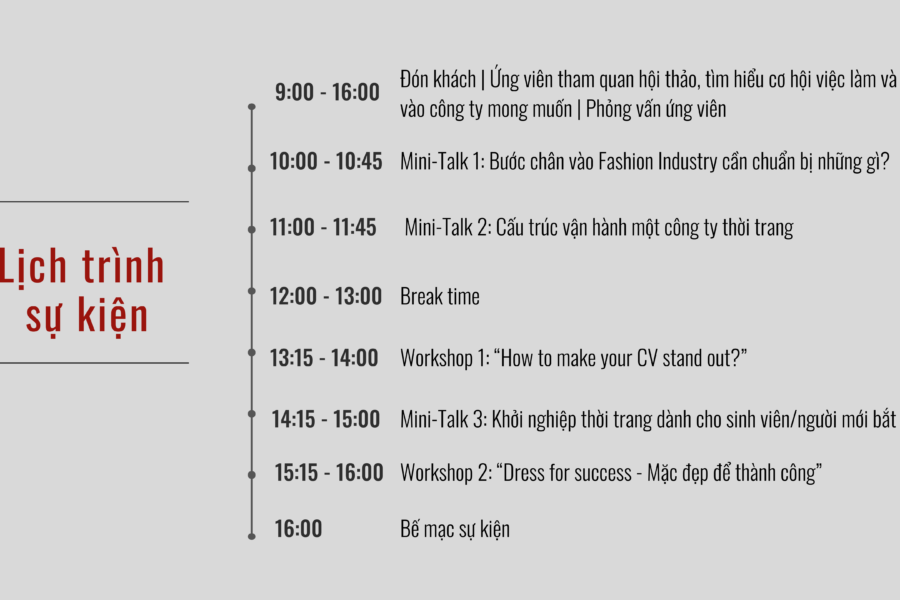 Lịch trình
sự kiện
9:00 - 16:00
Đón khách | Ứng viên tham quan hội thảo, tìm hiểu cơ hội việc làm và
vào công ty mong muốn | Phỏng vấn ứng viên
10:00 - 10:45 Mini-Talk 1: Bước chân vào Fashion Industry cần chuẩn bị những gì?
11:00 - 11:45 Mini-Talk 2: Cấu trúc vận hành một công ty thời trang
12:00 - 13:00 Break time
13:15 - 14:00 Workshop 1: “How to make your CV stand out?”
14:15 - 15:00 Mini-Talk 3: Khởi nghiệp thời trang dành cho sinh viên/người mới bắt
15:15 - 16:00 Workshop 2: “Dress for success - Mặc đẹp để thành công”
16:00 Bế mạc sự kiện